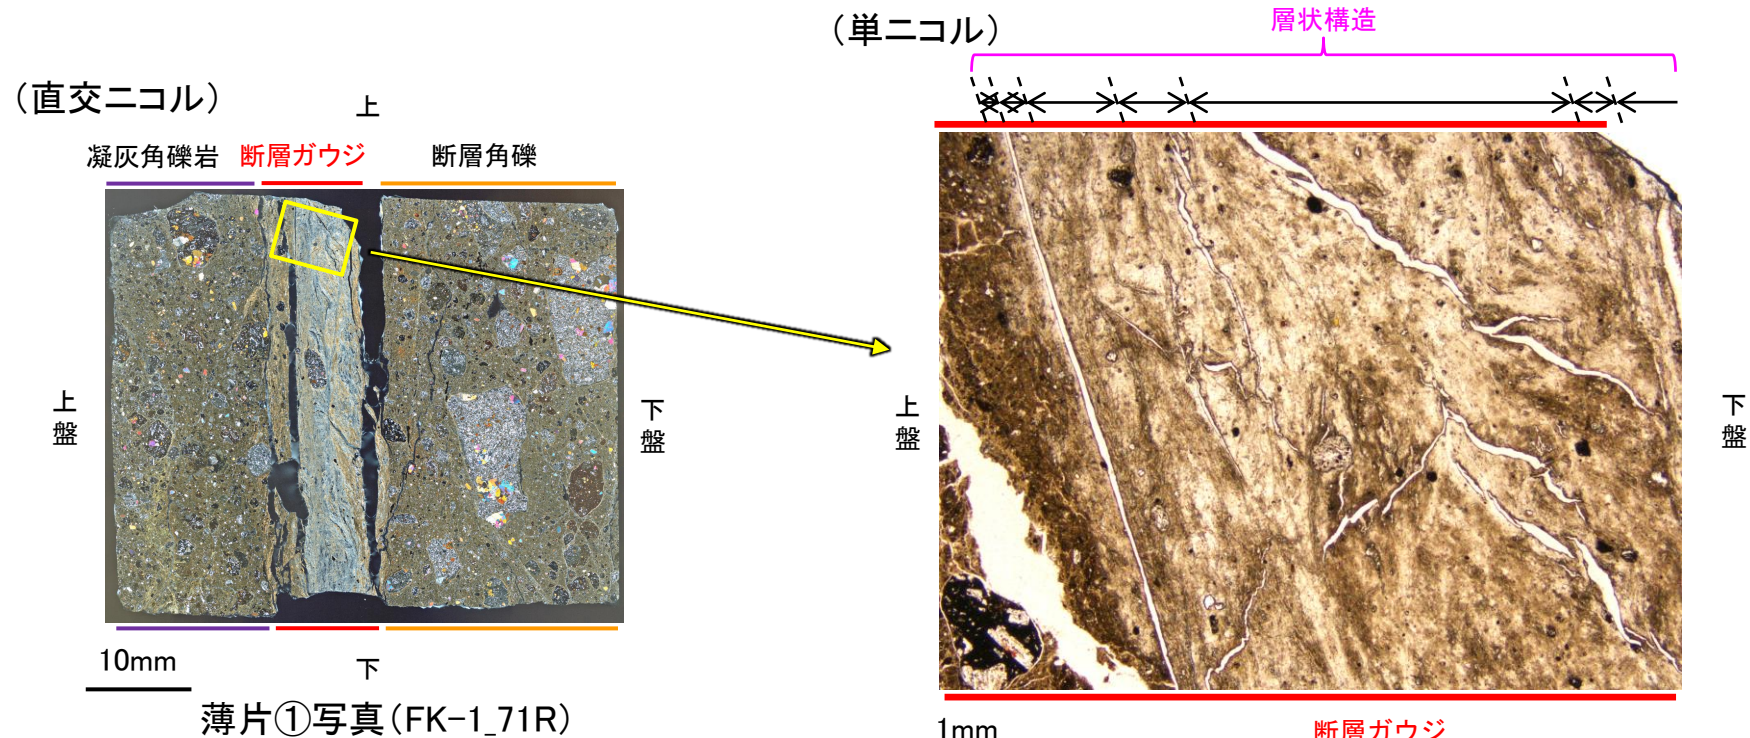 （単ニコル）
層状構造
（直交ニコル）
上
凝灰角礫岩
断層ガウジ
断層角礫
上盤
下盤
上盤
下盤
10mm
下
薄片①写真（FK-1_71R）
1mm
断層ガウジ